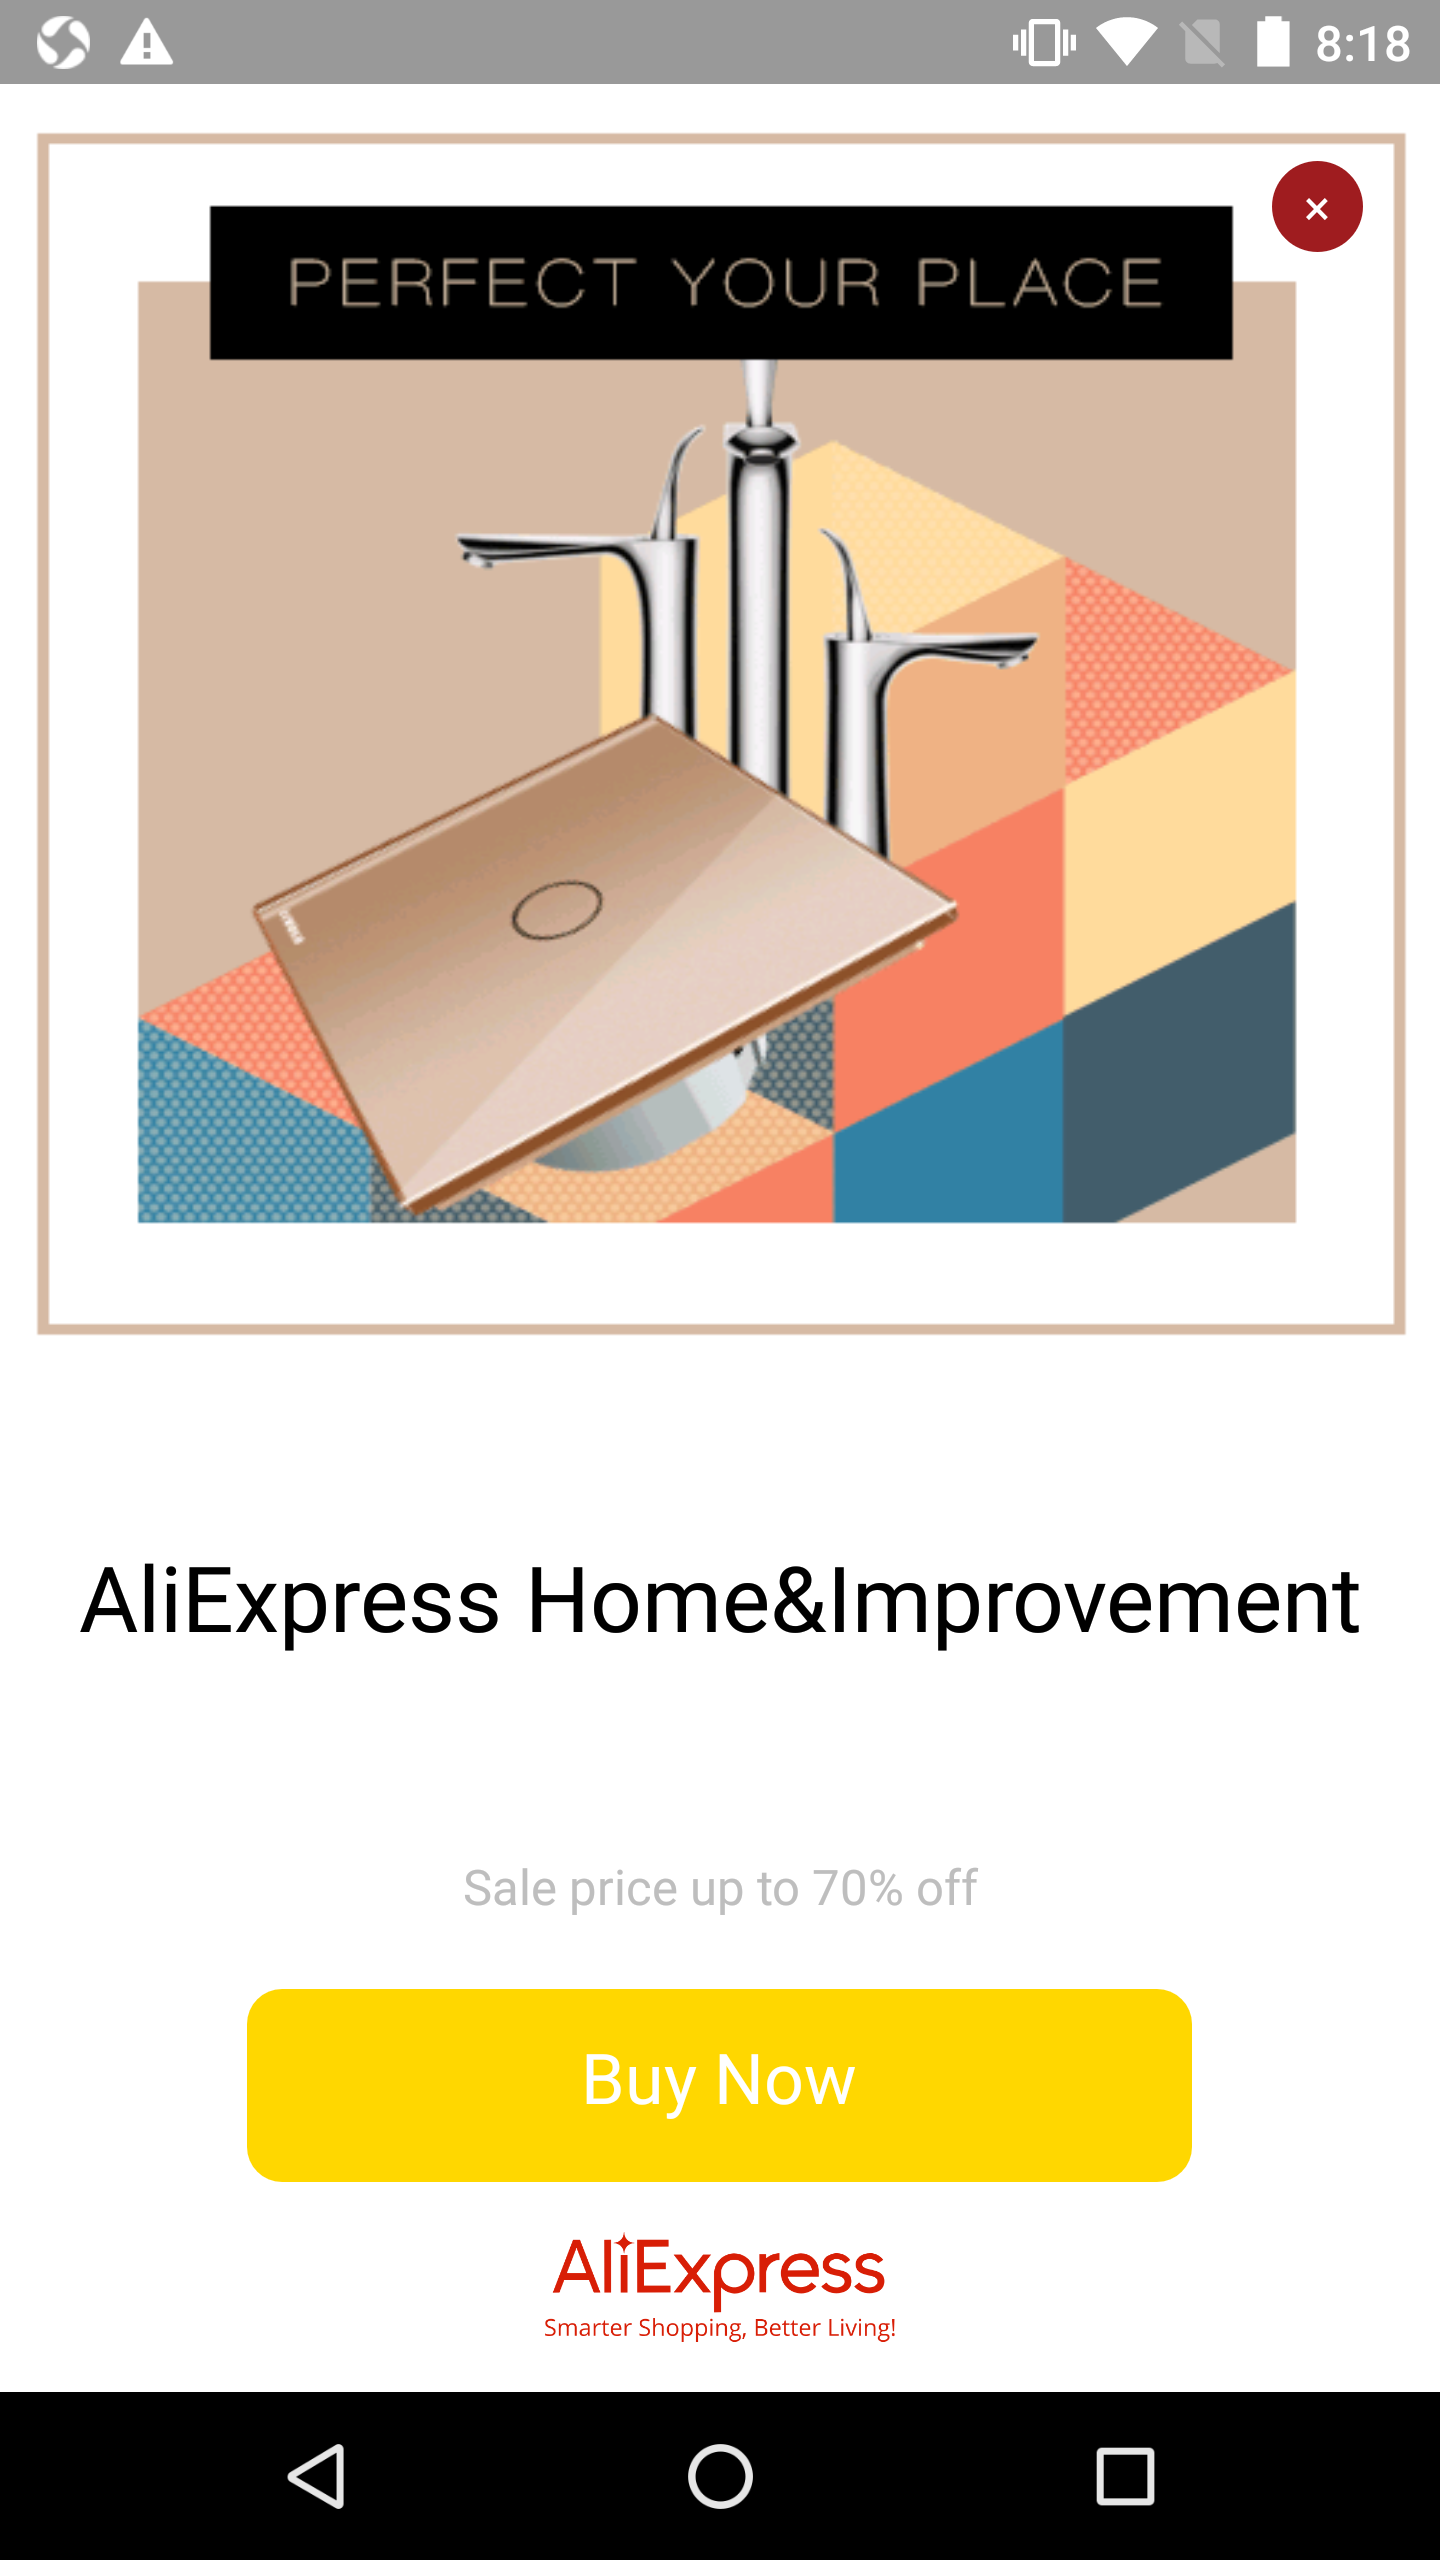 8:18
PERFECT YOUR PLACE
×
AliExpress Home&Improvement
Sale price up to 70% off
Buy Now
AliExpress
Smarter Shopping, Better Living!